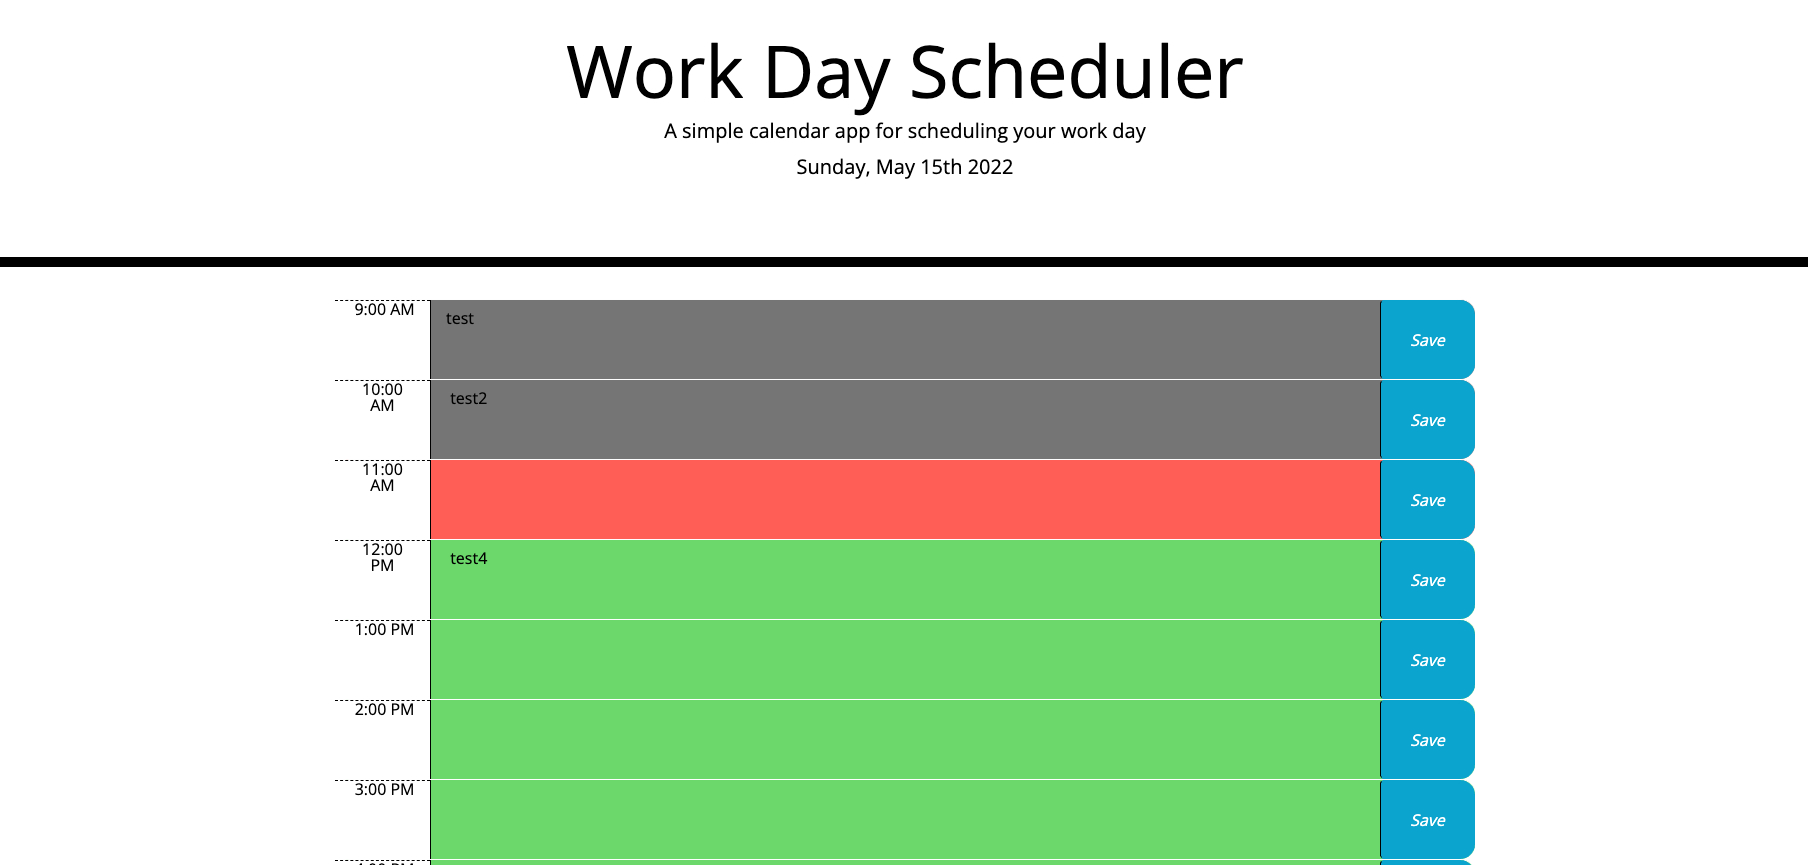 Work Day Scheduler
A simple calendar app for scheduling your work day
Sunday, May 15th 2022
9:00 AM
test
Save
10:00
AM
test2
Save
11:00
AM
Save
12:00
PM
test4
Save
1:00 PM
Save
2:00 PM
Save
3:00 PM
Save